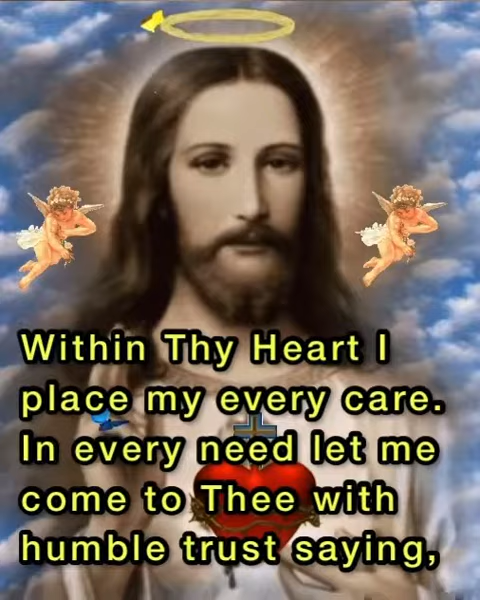 Within Thy Heart I
place my every care.
In every need let me
come to Thee with
humble trust saying,